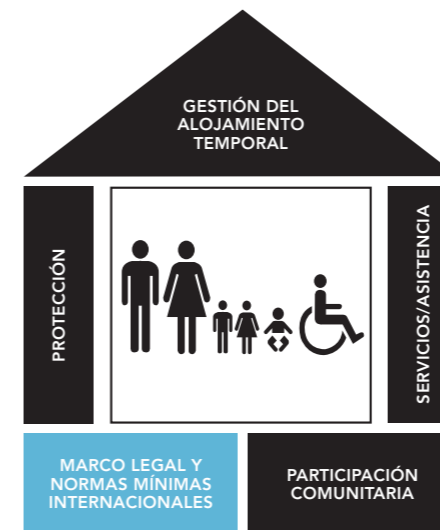 GESTIÓN DEL
ALOJAMIENTO
TEMPORAL
PROTECCIÓN
SERVICIOS/ASISTENCIA
MARCO LEGAL Y
NORMAS MÍNIMAS
INTERNACIONALES
PARTICIPACIÓN
COMUNITARIA